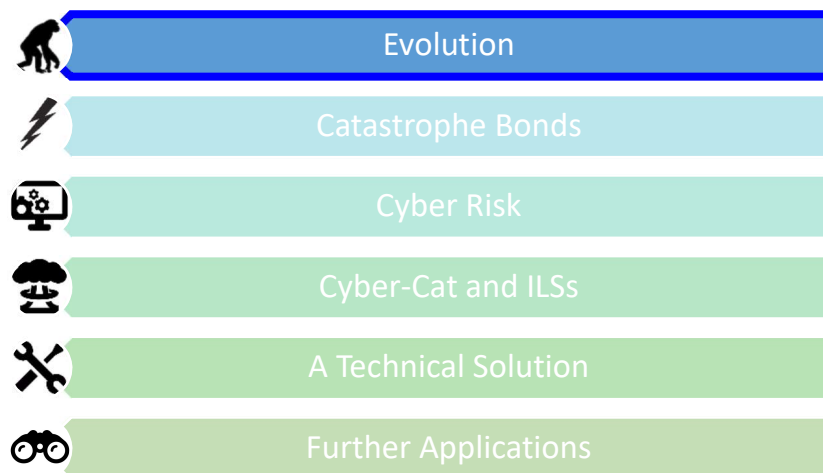 Evolution
Catastrophe Bonds
Cyber Risk
Cyber-Cat and ILSs
A Technical Solution
Further Applications